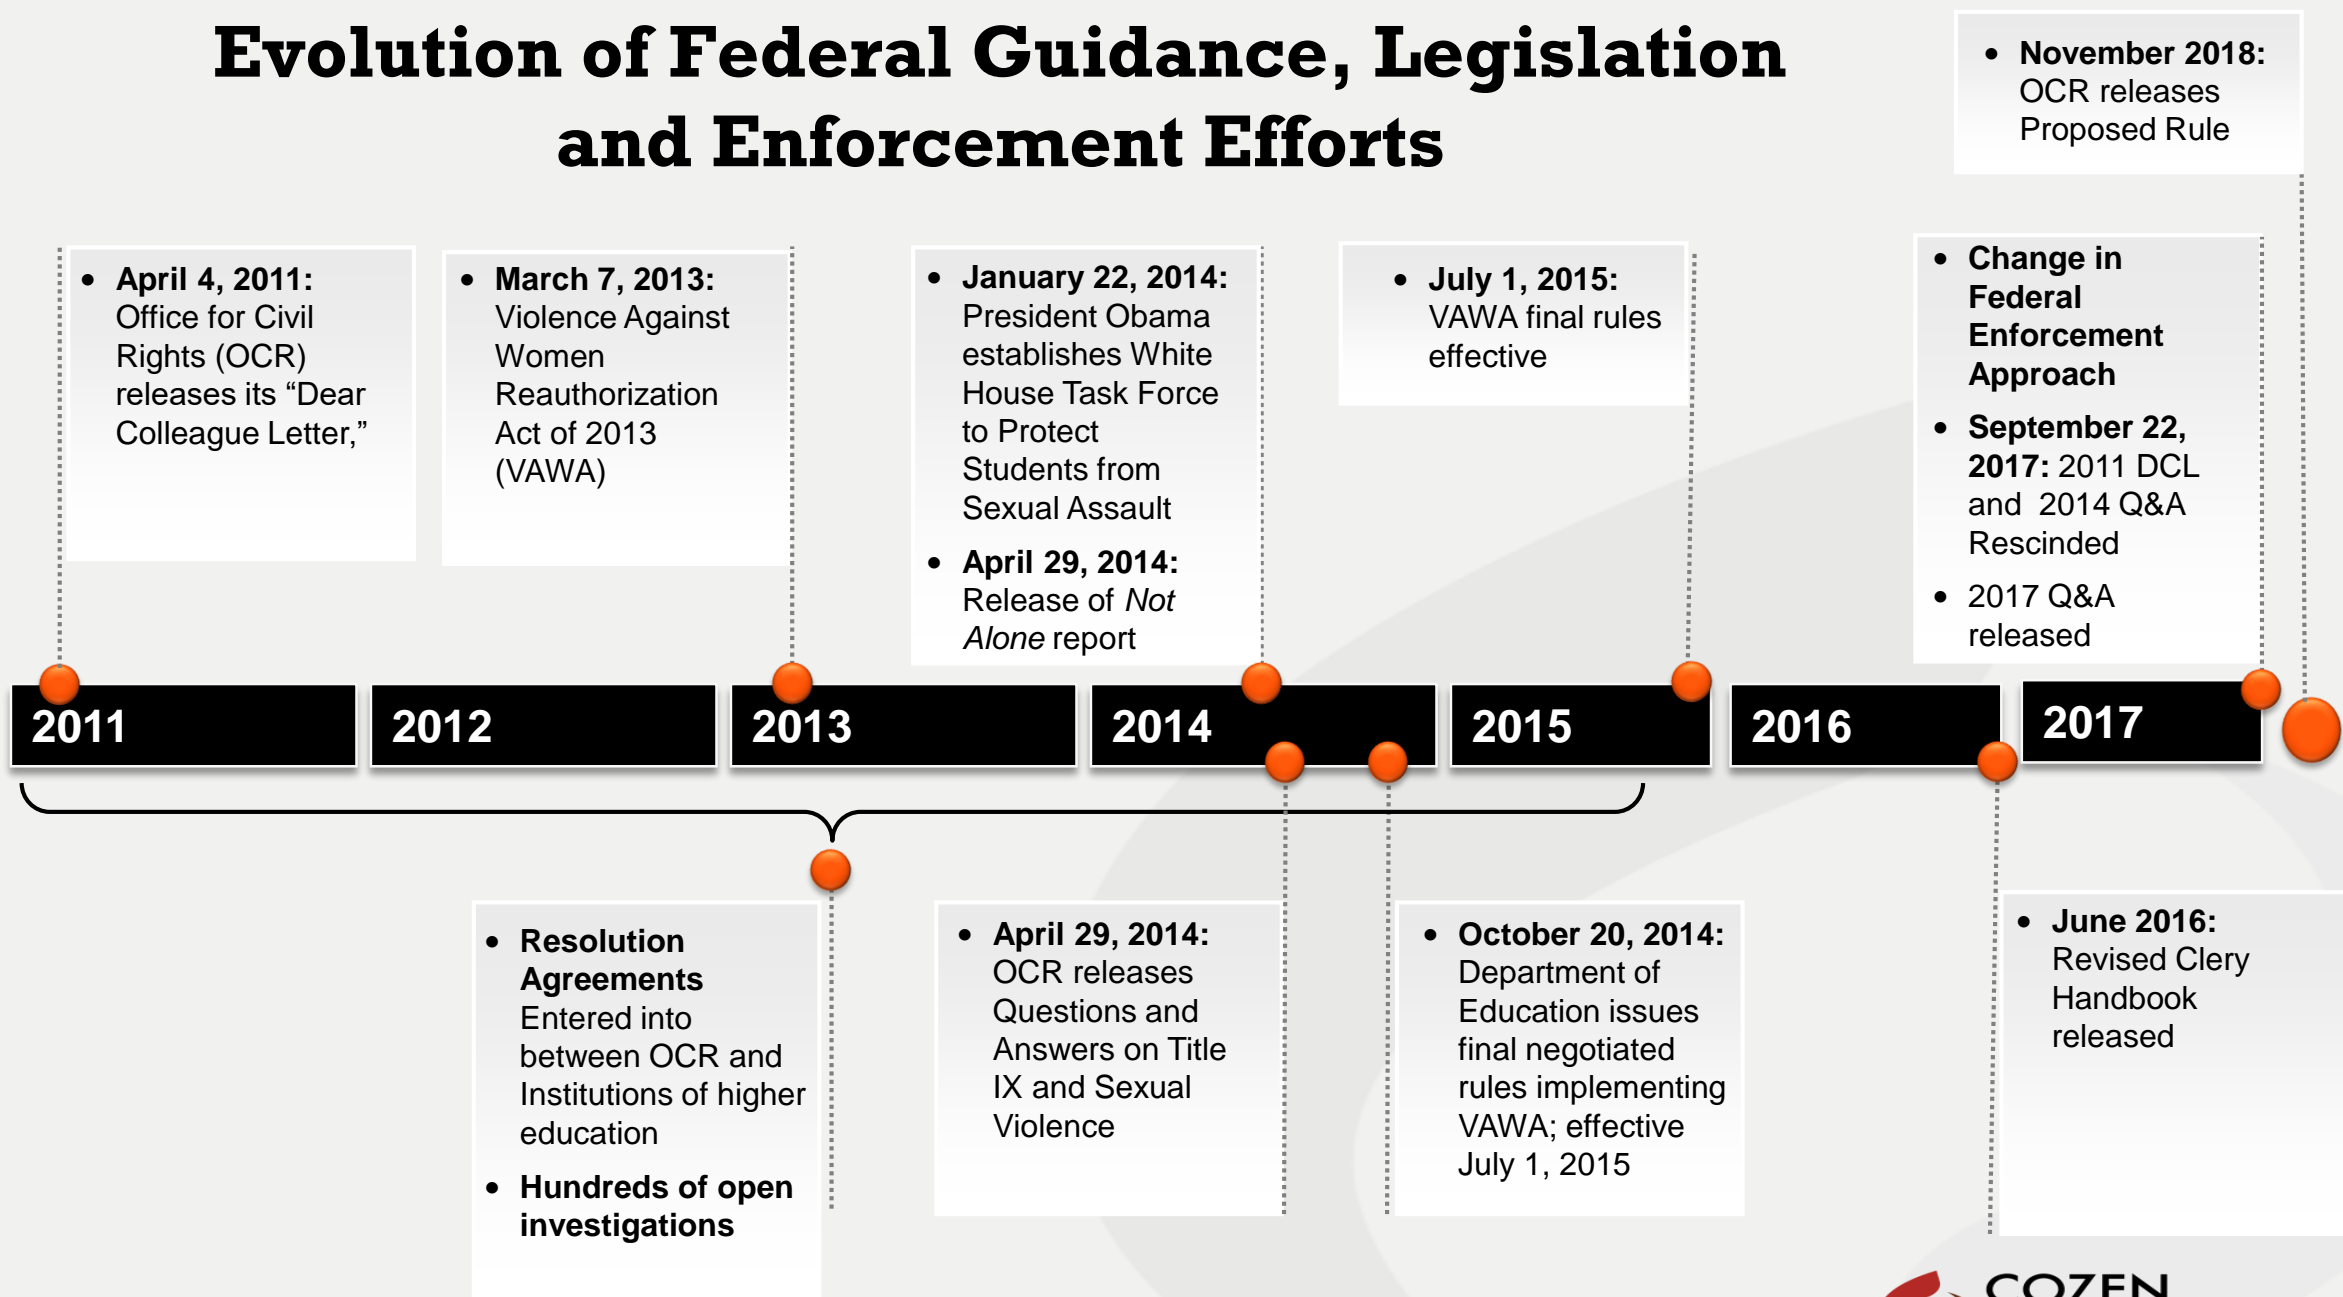 Evolution of Federal Guidance, Legislation
and Enforcement Efforts
• November 2018:
OCR releases
Proposed Rule
• April 4, 2011:
Office for Civil
Rights (OCR)
releases its “Dear
Colleague Letter,”
• March 7, 2013:
Violence Against
Women
Reauthorization
Act of 2013
(VAWA)
• January 22, 2014:
President Obama
establishes White
House Task Force
to Protect
Students from
Sexual Assault
• April 29, 2014:
Release of Not
Alone report
• July 1, 2015:
VAWA final rules
effective
• Change in
Federal
Enforcement
Approach
• September 22,
2017: 2011 DCL
and 2014 Q&A
Rescinded
• 2017 Q&A
released
2011
2012
2013
2014
2015
2016
2017
• Resolution
Agreements
Entered into
between OCR and
Institutions of higher
education
• Hundreds of open
investigations
• April 29, 2014:
OCR releases
Questions and
Answers on Title
IX and Sexual
Violence
• October 20, 2014:
Department of
Education issues
final negotiated
rules implementing
VAWA; effective
July 1, 2015
• June 2016:
Revised Clery
Handbook
released
COZEN